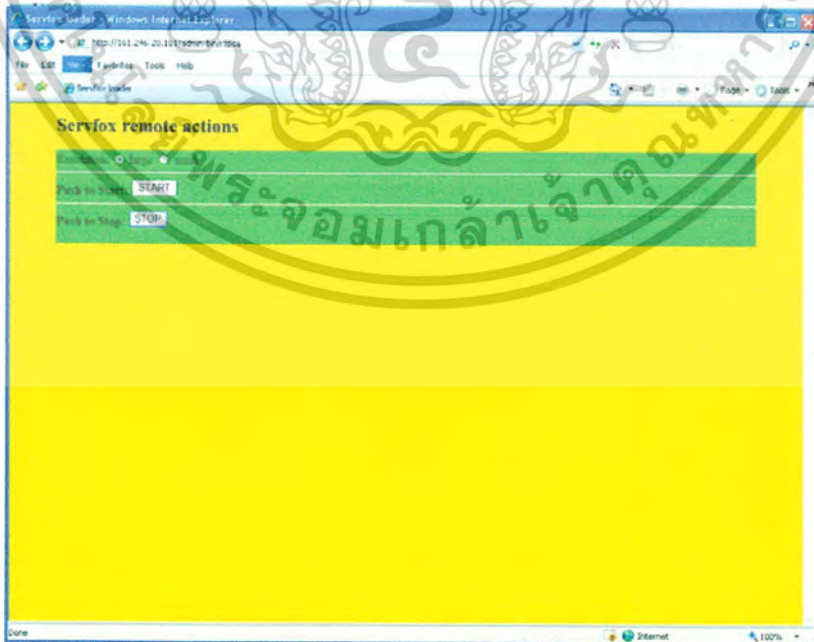 Servfox loader - Windows Internet Explorer
File Edit Favorites Tools Help
Servfox loader Page Tools
Servfox remote actions
large
Push to Start: START
Push to Stop: STOP
พระจอมเกล้าเจ้าคุณทหาร
Done Internet 100%